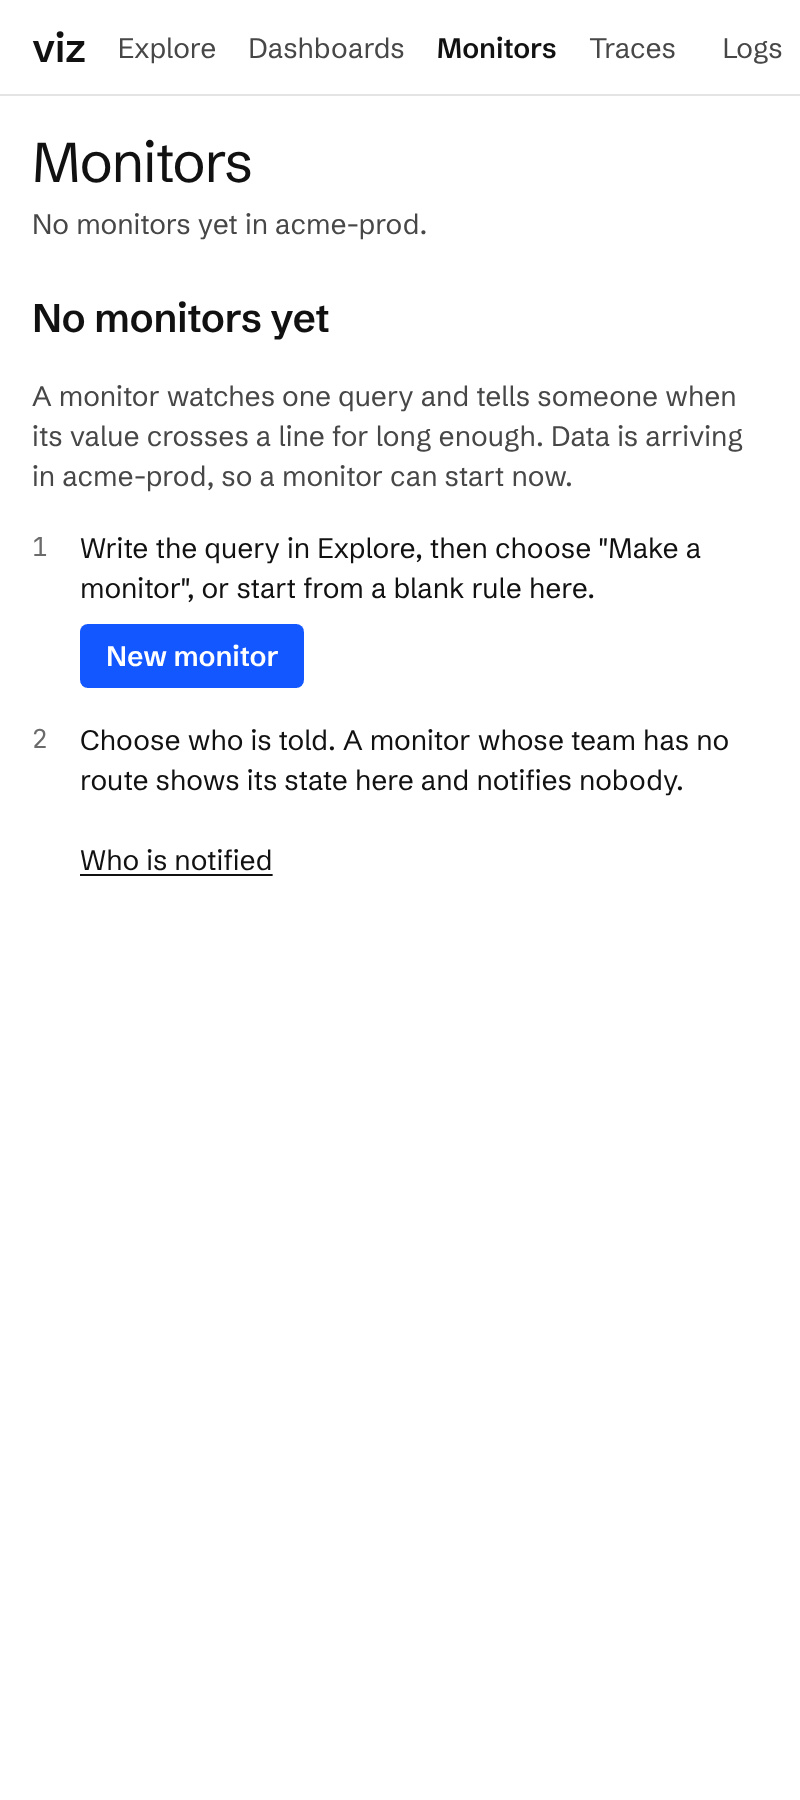 viz Explore Dashboards Monitors Traces Logs
Monitors
No monitors yet in acme-prod.
No monitors yet
A monitor watches one query and tells someone when
its value crosses a line for long enough. Data is arriving
in acme-prod, so a monitor can start now.
1 Write the query in Explore, then choose "Make a
monitor", or start from a blank rule here.
New monitor
2 Choose who is told. A monitor whose team has no
route shows its state here and notifies nobody.
Who is notified